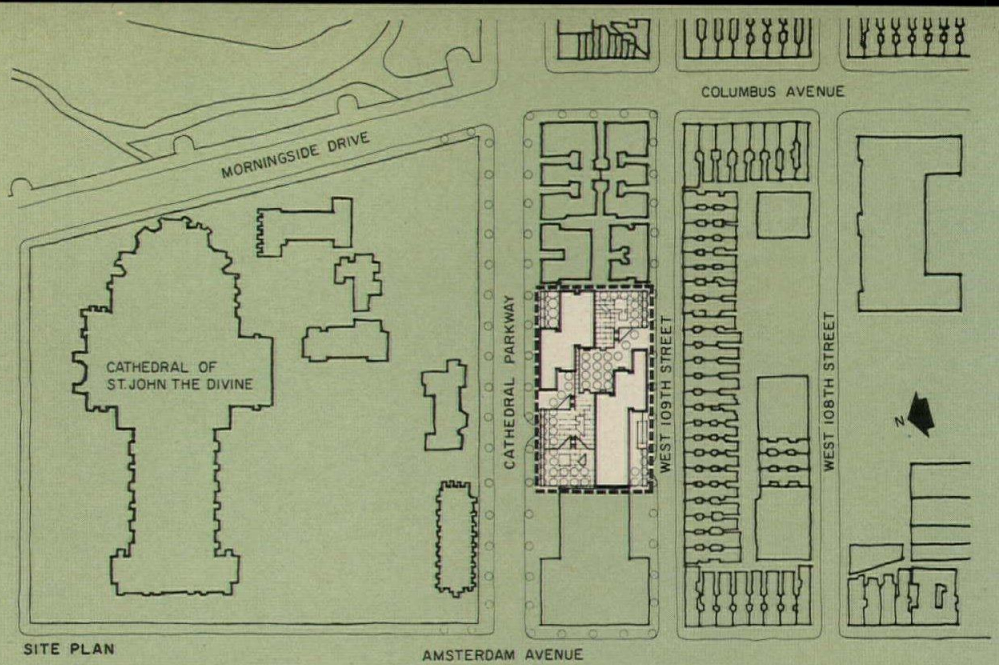 COLUMBUS AVENUE
MORNINGSIDE DRIVE
CATHEDRAL OF
ST. JOHN THE DIVINE
CATHEDRAL PARKWAY
WEST 109TH STREET
WEST 108TH STREET
N
SITE PLAN
AMSTERDAM AVENUE